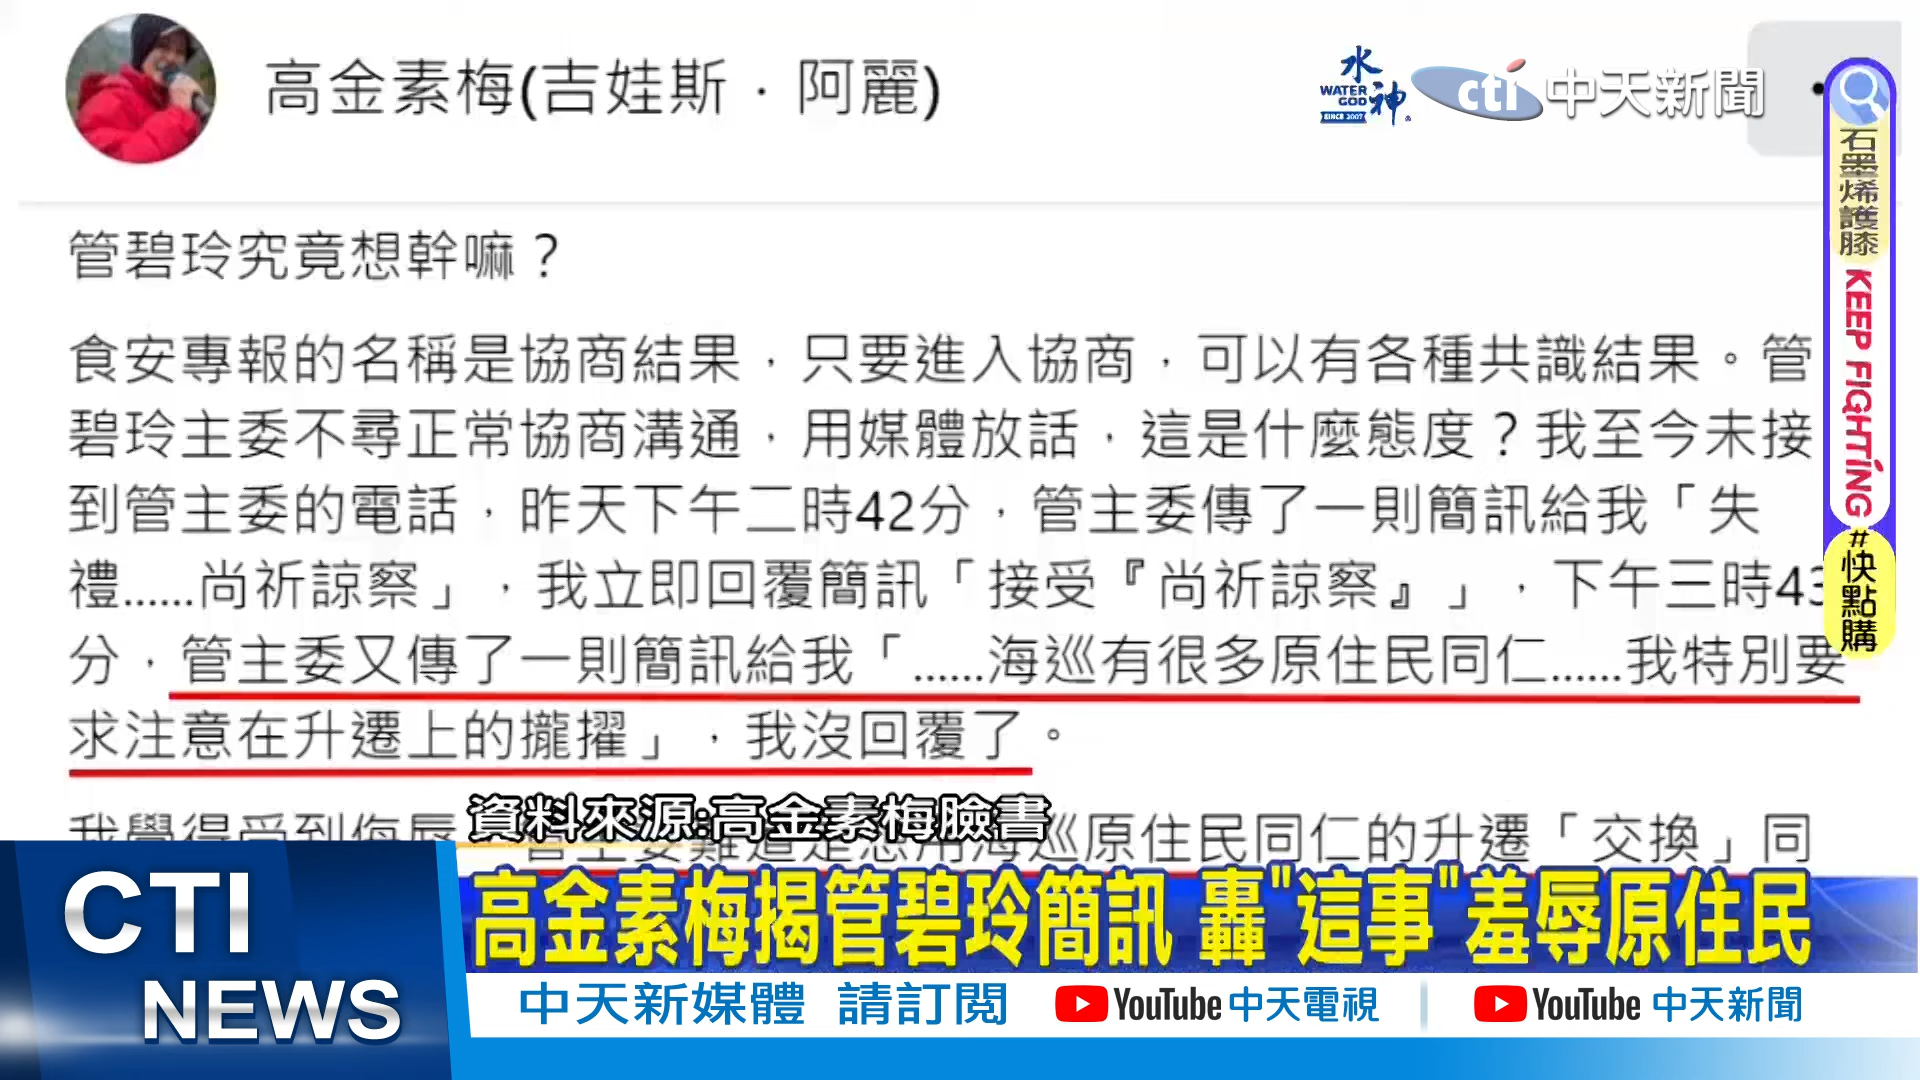 高金素梅(吉娃斯．阿麗)
水神
WATER GOD
SINCE 2007
cti 中天新聞
管碧玲究竟想幹嘛？
食安專報的名稱是協商結果，只要進入協商，可以有各種共識結果。管
碧玲主委不尋正常協商溝通，用媒體放話，這是什麼態度？我至今未接
到管主委的電話，昨天下午二時42分，管主委傳了一則簡訊給我「失
禮......尚祈諒察」，我立即回覆簡訊「接受『尚祈諒察』」，下午三時43
分，管主委又傳了一則簡訊給我「......海巡有很多原住民同仁......我特別要
求注意在升遷上的攏擢」，我沒回覆了。
我覺得受到侮辱
海巡原住民同仁的升遷「交換」同
資料來源:高金素梅臉書
石墨烯護膝
KEEP FIGHTING
#快點購
CTI NEWS
高金素梅揭管碧玲簡訊 轟"這事"羞辱原住民
中天新媒體 請訂閱 YouTube 中天電視 | YouTube 中天新聞